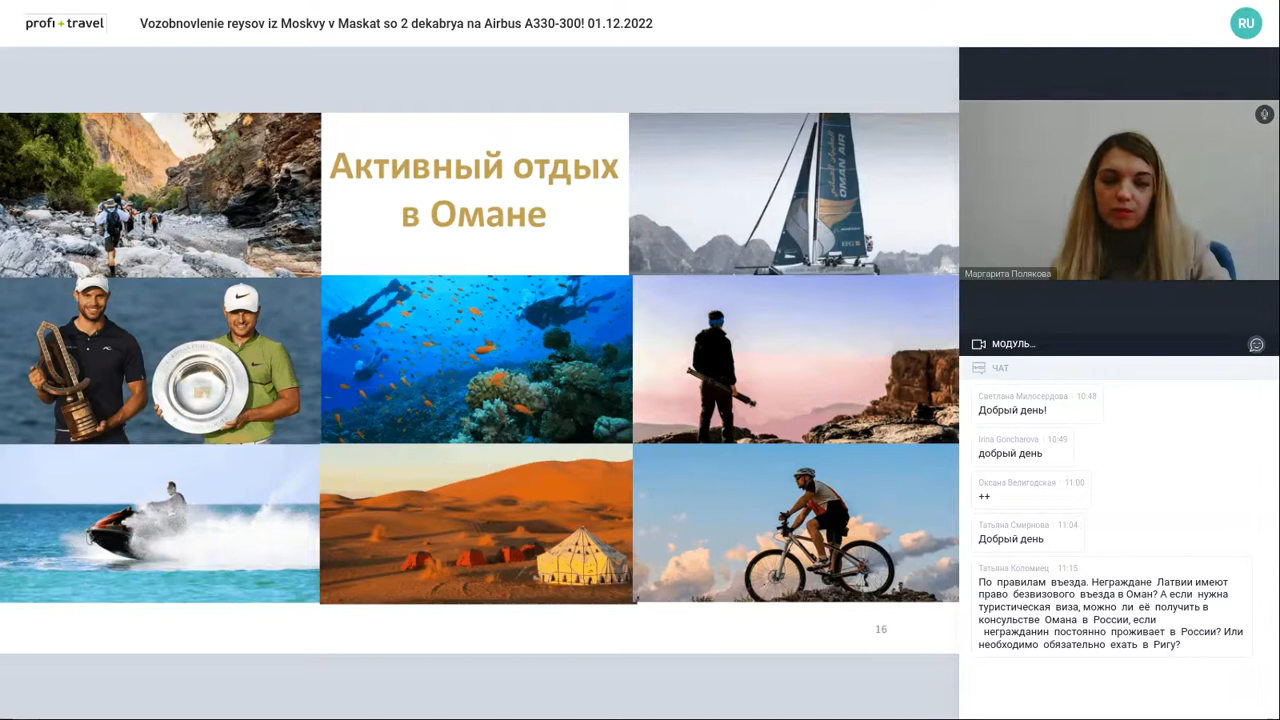 profi travel
Vozobnovlenie reysov iz Moskvy v Maskat so 2 dekabrya na Airbus A330-300! 01.12.2022
RU
Активный отдых
в Омане
OMAN AIR
16
Маргарита Полякова
МОДУЛЬ...
ЧАТ
Светлана Милосердова 10:48
Добрый день!
Irina Goncharova 10:49
добрый день
Оксана Велигодская 11:00
++
Татьяна Смирнова 11:04
Добрый день
Татьяна Коломиец 11:15
По правилам въезда. Неграждане Латвии имеют
право безвизового въезда в Оман? А если нужна
туристическая виза, можно ли её получить в
консульстве Омана в России, если
негражданин постоянно проживает в России? Или
необходимо обязательно ехать в Ригу?